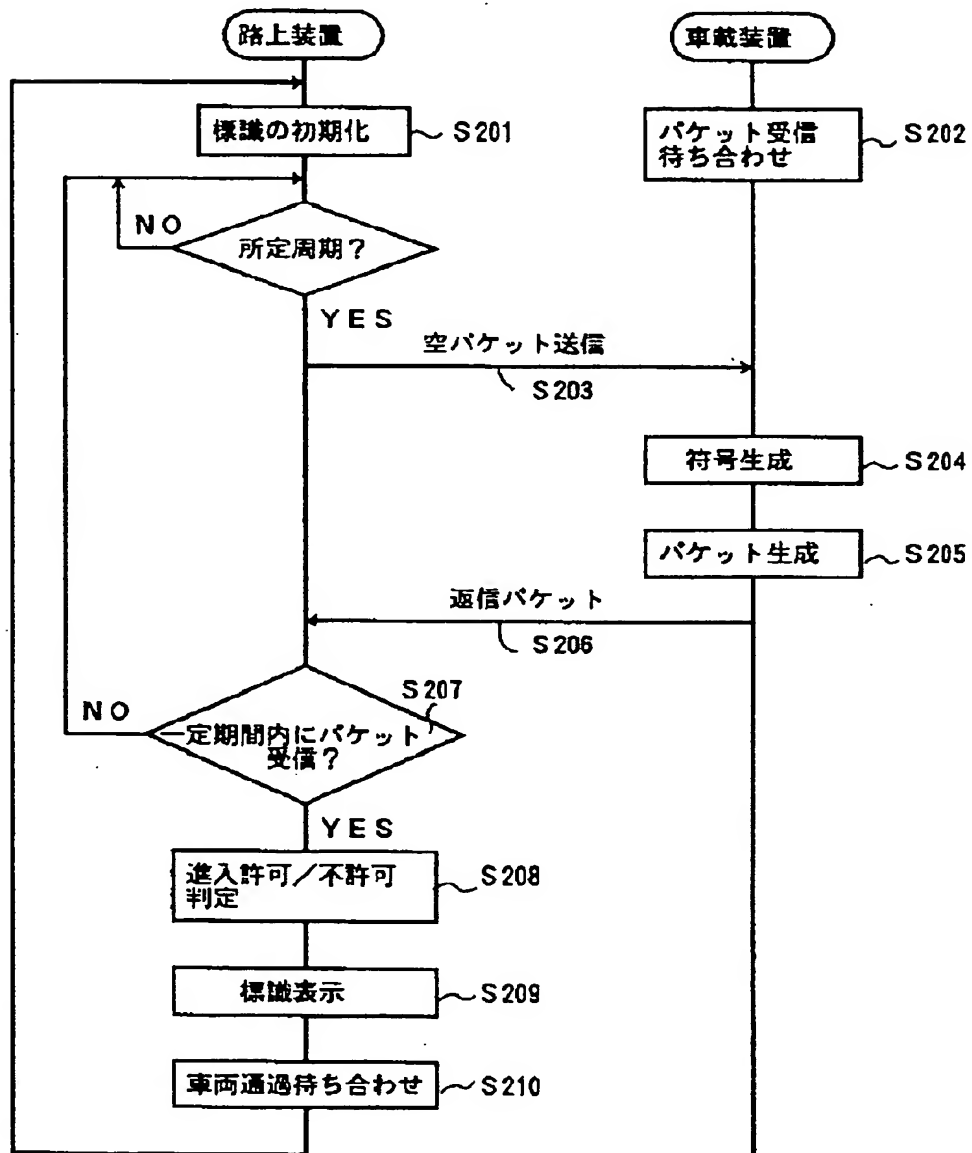 路上装置
車載装置
標識の初期化
S201
パケット受信
待ち合わせ
S202
NO
所定周期？
YES
空パケット送信
S203
符号生成
S204
パケット生成
S205
返信パケット
S206
S207
NO
一定期間内にパケット
受信？
YES
進入許可／不許可
判定
S208
標識表示
S209
車両通過待ち合わせ
S210